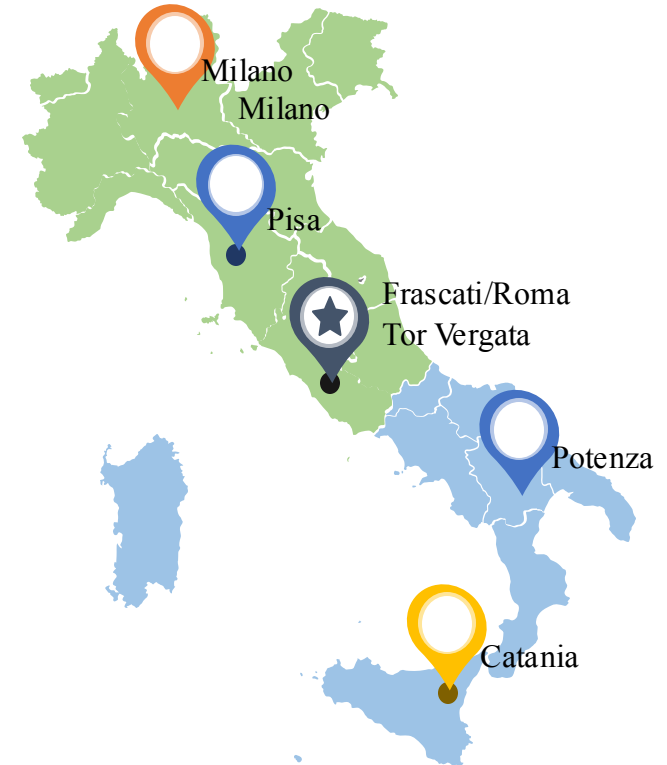 Milano
Milano
Pisa
Frascati/Roma
Tor Vergata
Potenza
Catania